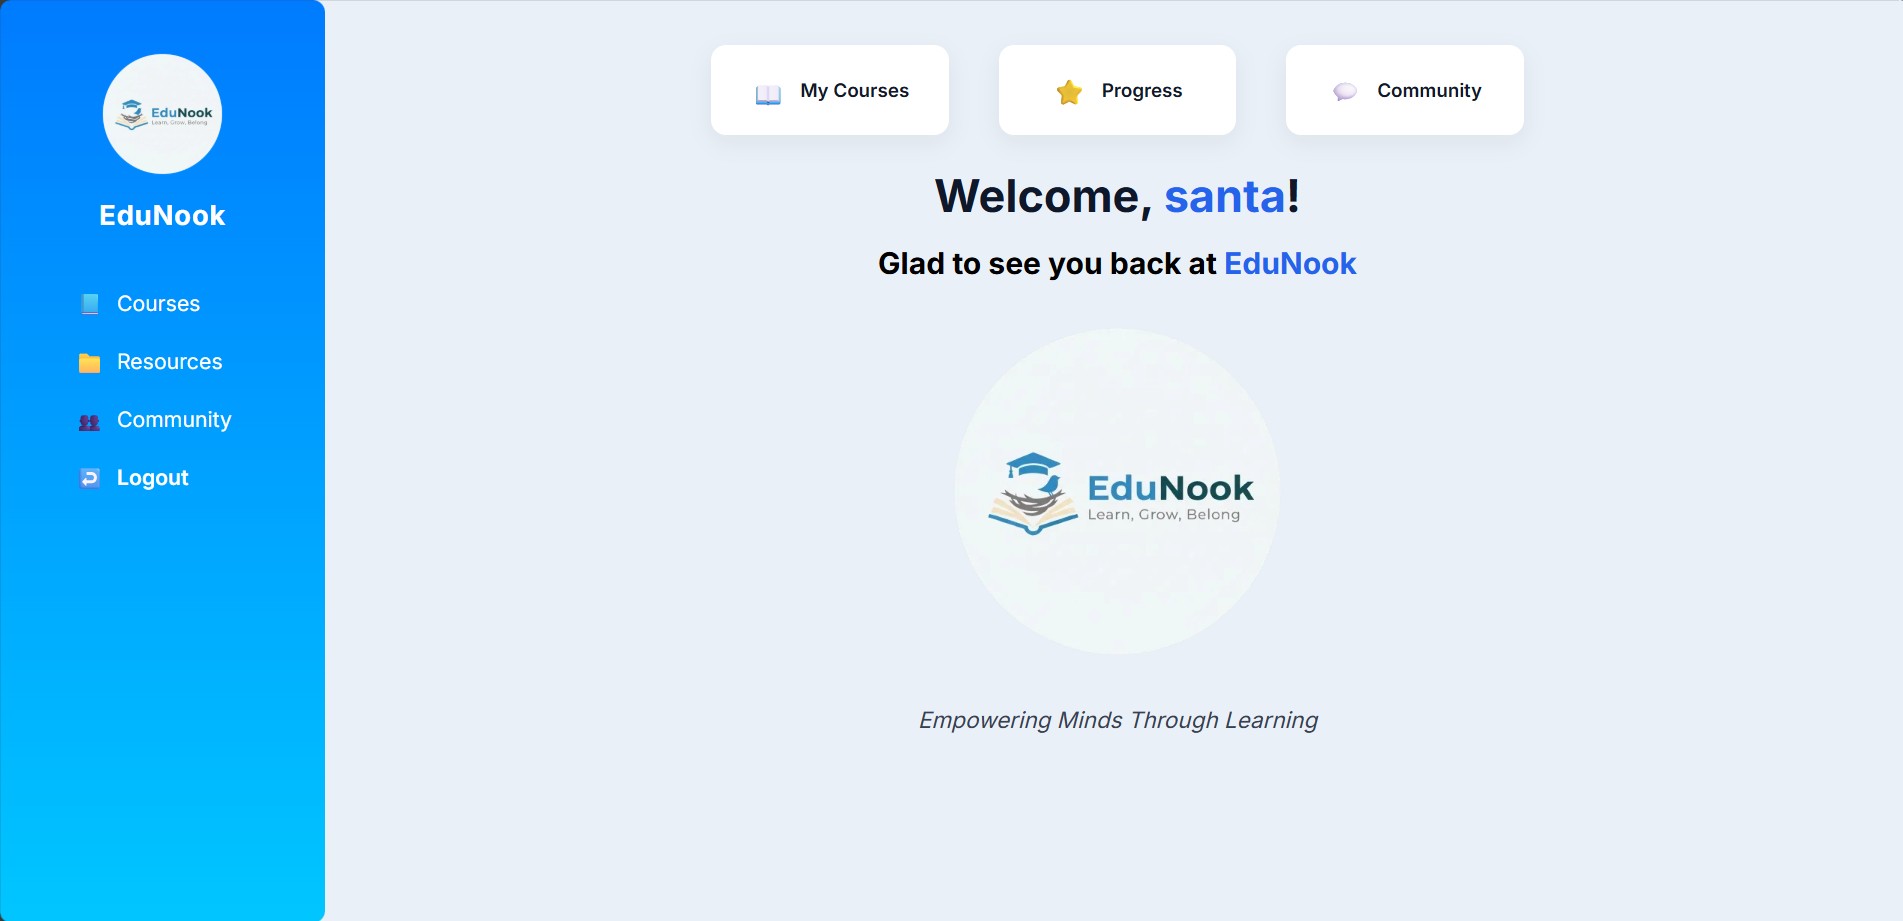 EduNook
Learn, Grow, Belong
EduNook
Courses
Resources
Community
Logout
My Courses
Progress
Community
Welcome, santa!
Glad to see you back at EduNook
EduNook
Learn, Grow, Belong
Empowering Minds Through Learning